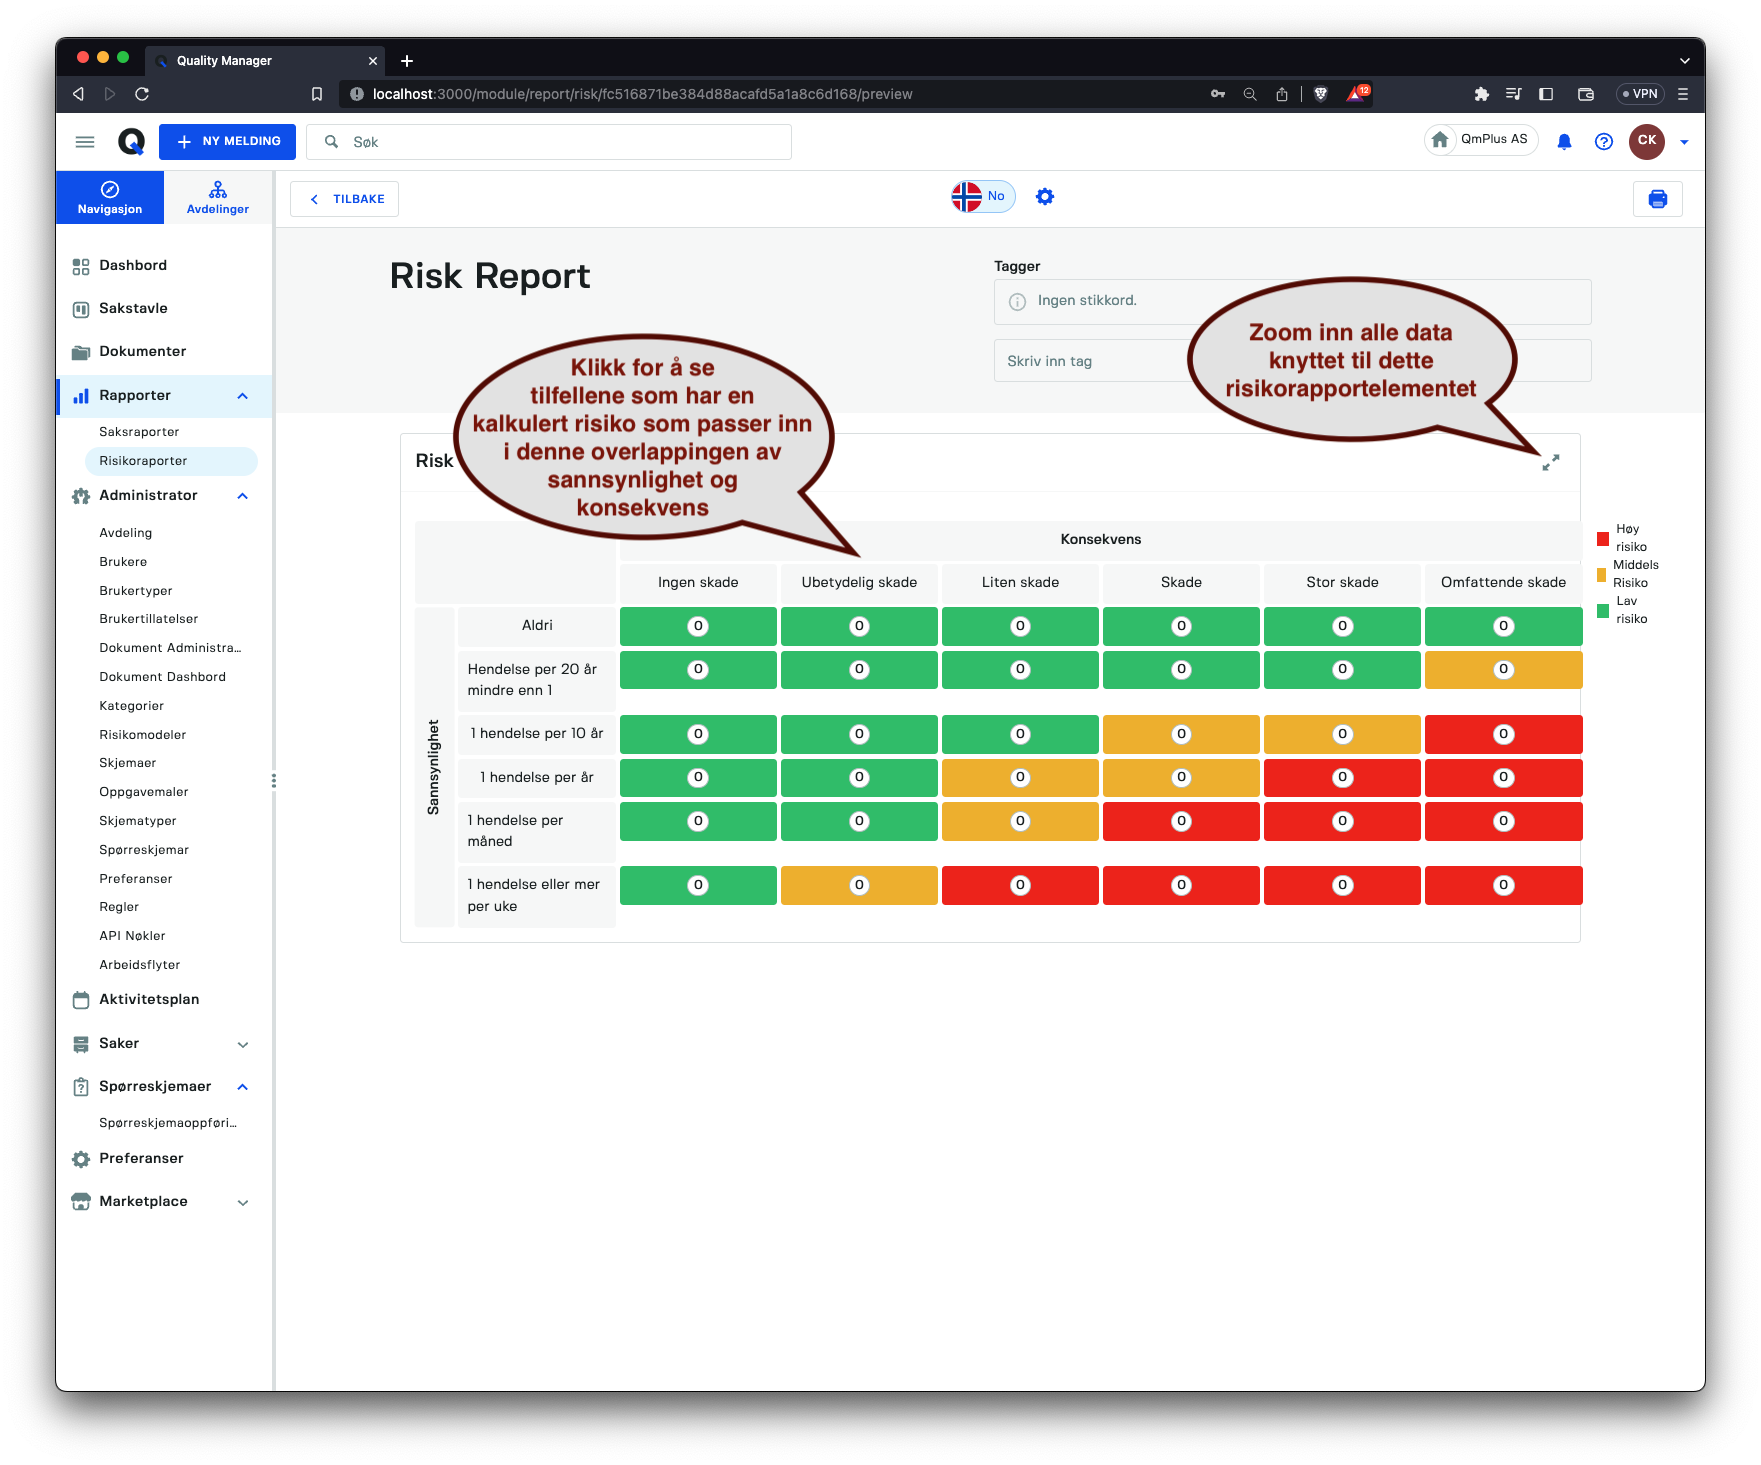 Quality Manager
localhost:3000/module/report/risk/fc516871be384d88acafd5a1a8c6d168/preview
12
VPN
NY MELDING
Søk
QmPlus AS
CK
Navigasjon
Avdelinger
TILBAKE
No
Dashbord
Sakstavle
Dokumenter
Rapporter
Saksraporter
Risikoraporter
Administrator
Avdeling
Brukere
Brukertyper
Brukertillatelser
Dokument Administra...
Dokument Dashbord
Kategorier
Risikomodeler
Skjemaer
Oppgavemaler
Skjematyper
Spørreskjemar
Preferanser
Regler
API Nøkler
Arbeidsflyter
Aktivitetsplan
Saker
Spørreskjemaer
Spørreskjemaoppføri...
Preferanser
Marketplace
Risk Report
Tagger
Ingen stikkord.
Skriv inn tag
Zoom inn alle data
knyttet til dette
risikorapportelementet
Klikk for å se
tilfellene som har en
kalkulert risiko som passer inn
i denne overlappingen av
sannsynlighet og
konsekvens
Risk
Konsekvens
Ingen skade Ubetydelig skade Liten skade Skade Stor skade Omfattende skade
Sannsynlighet
Aldri 0 0 0 0 0 0
Hendelse per 20 år
mindre enn 1 0 0 0 0 0 0
1 hendelse per 10 år 0 0 0 0 0 0
1 hendelse per år 0 0 0 0 0 0
1 hendelse per
måned 0 0 0 0 0 0
1 hendelse eller mer
per uke 0 0 0 0 0 0
Høy
risiko
Middels
Risiko
Lav
risiko